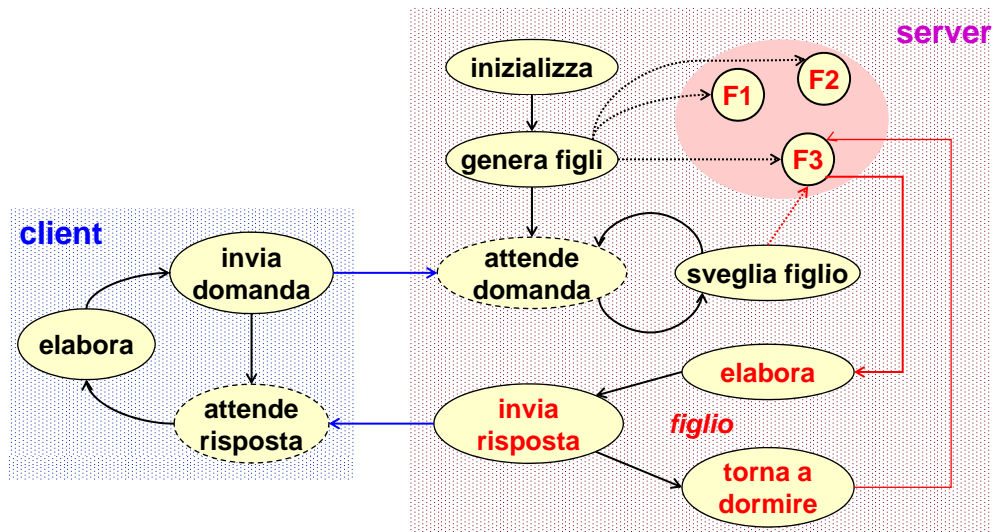 server
inizializza
F1
F2
genera figli
F3
client
invia
domanda
attende
domanda
sveglia figlio
elabora
elabora
attende
risposta
invia
risposta
figlio
torna a
dormire